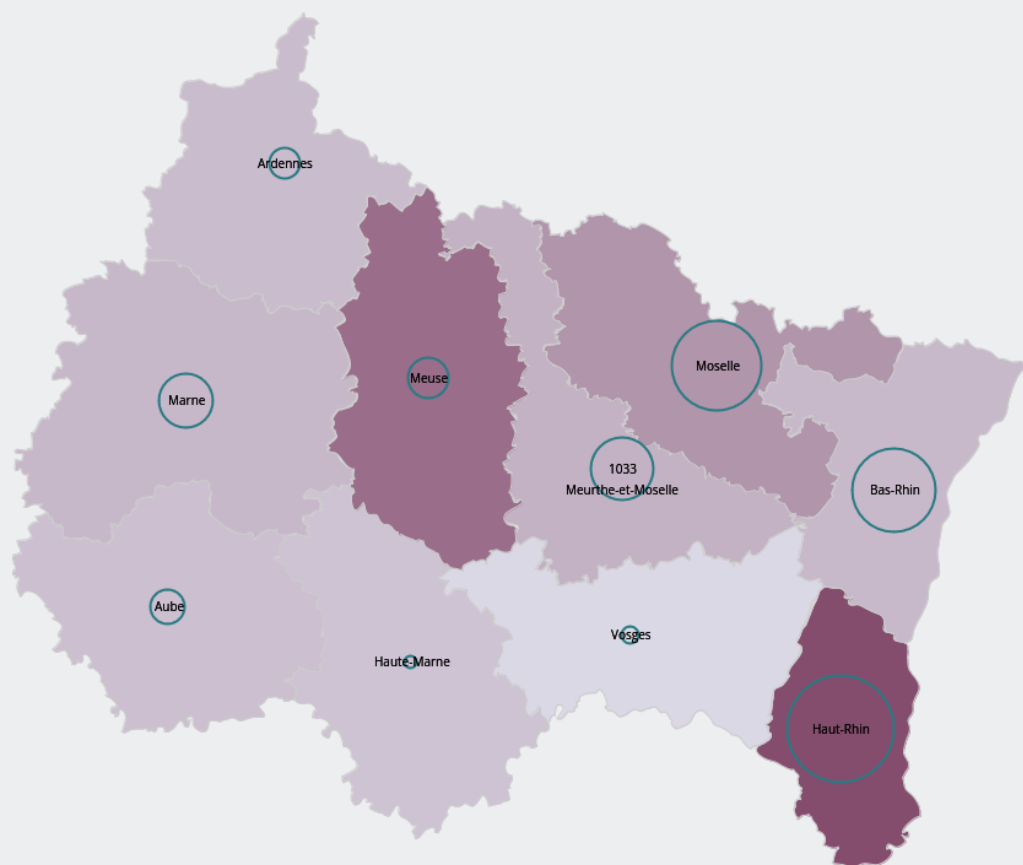 Ardennes
Moselle
Meuse
Marne
1033
Meurthe-et-Moselle
Bas-Rhin
Aube
Vosges
Haute-Marne
Haut-Rhin